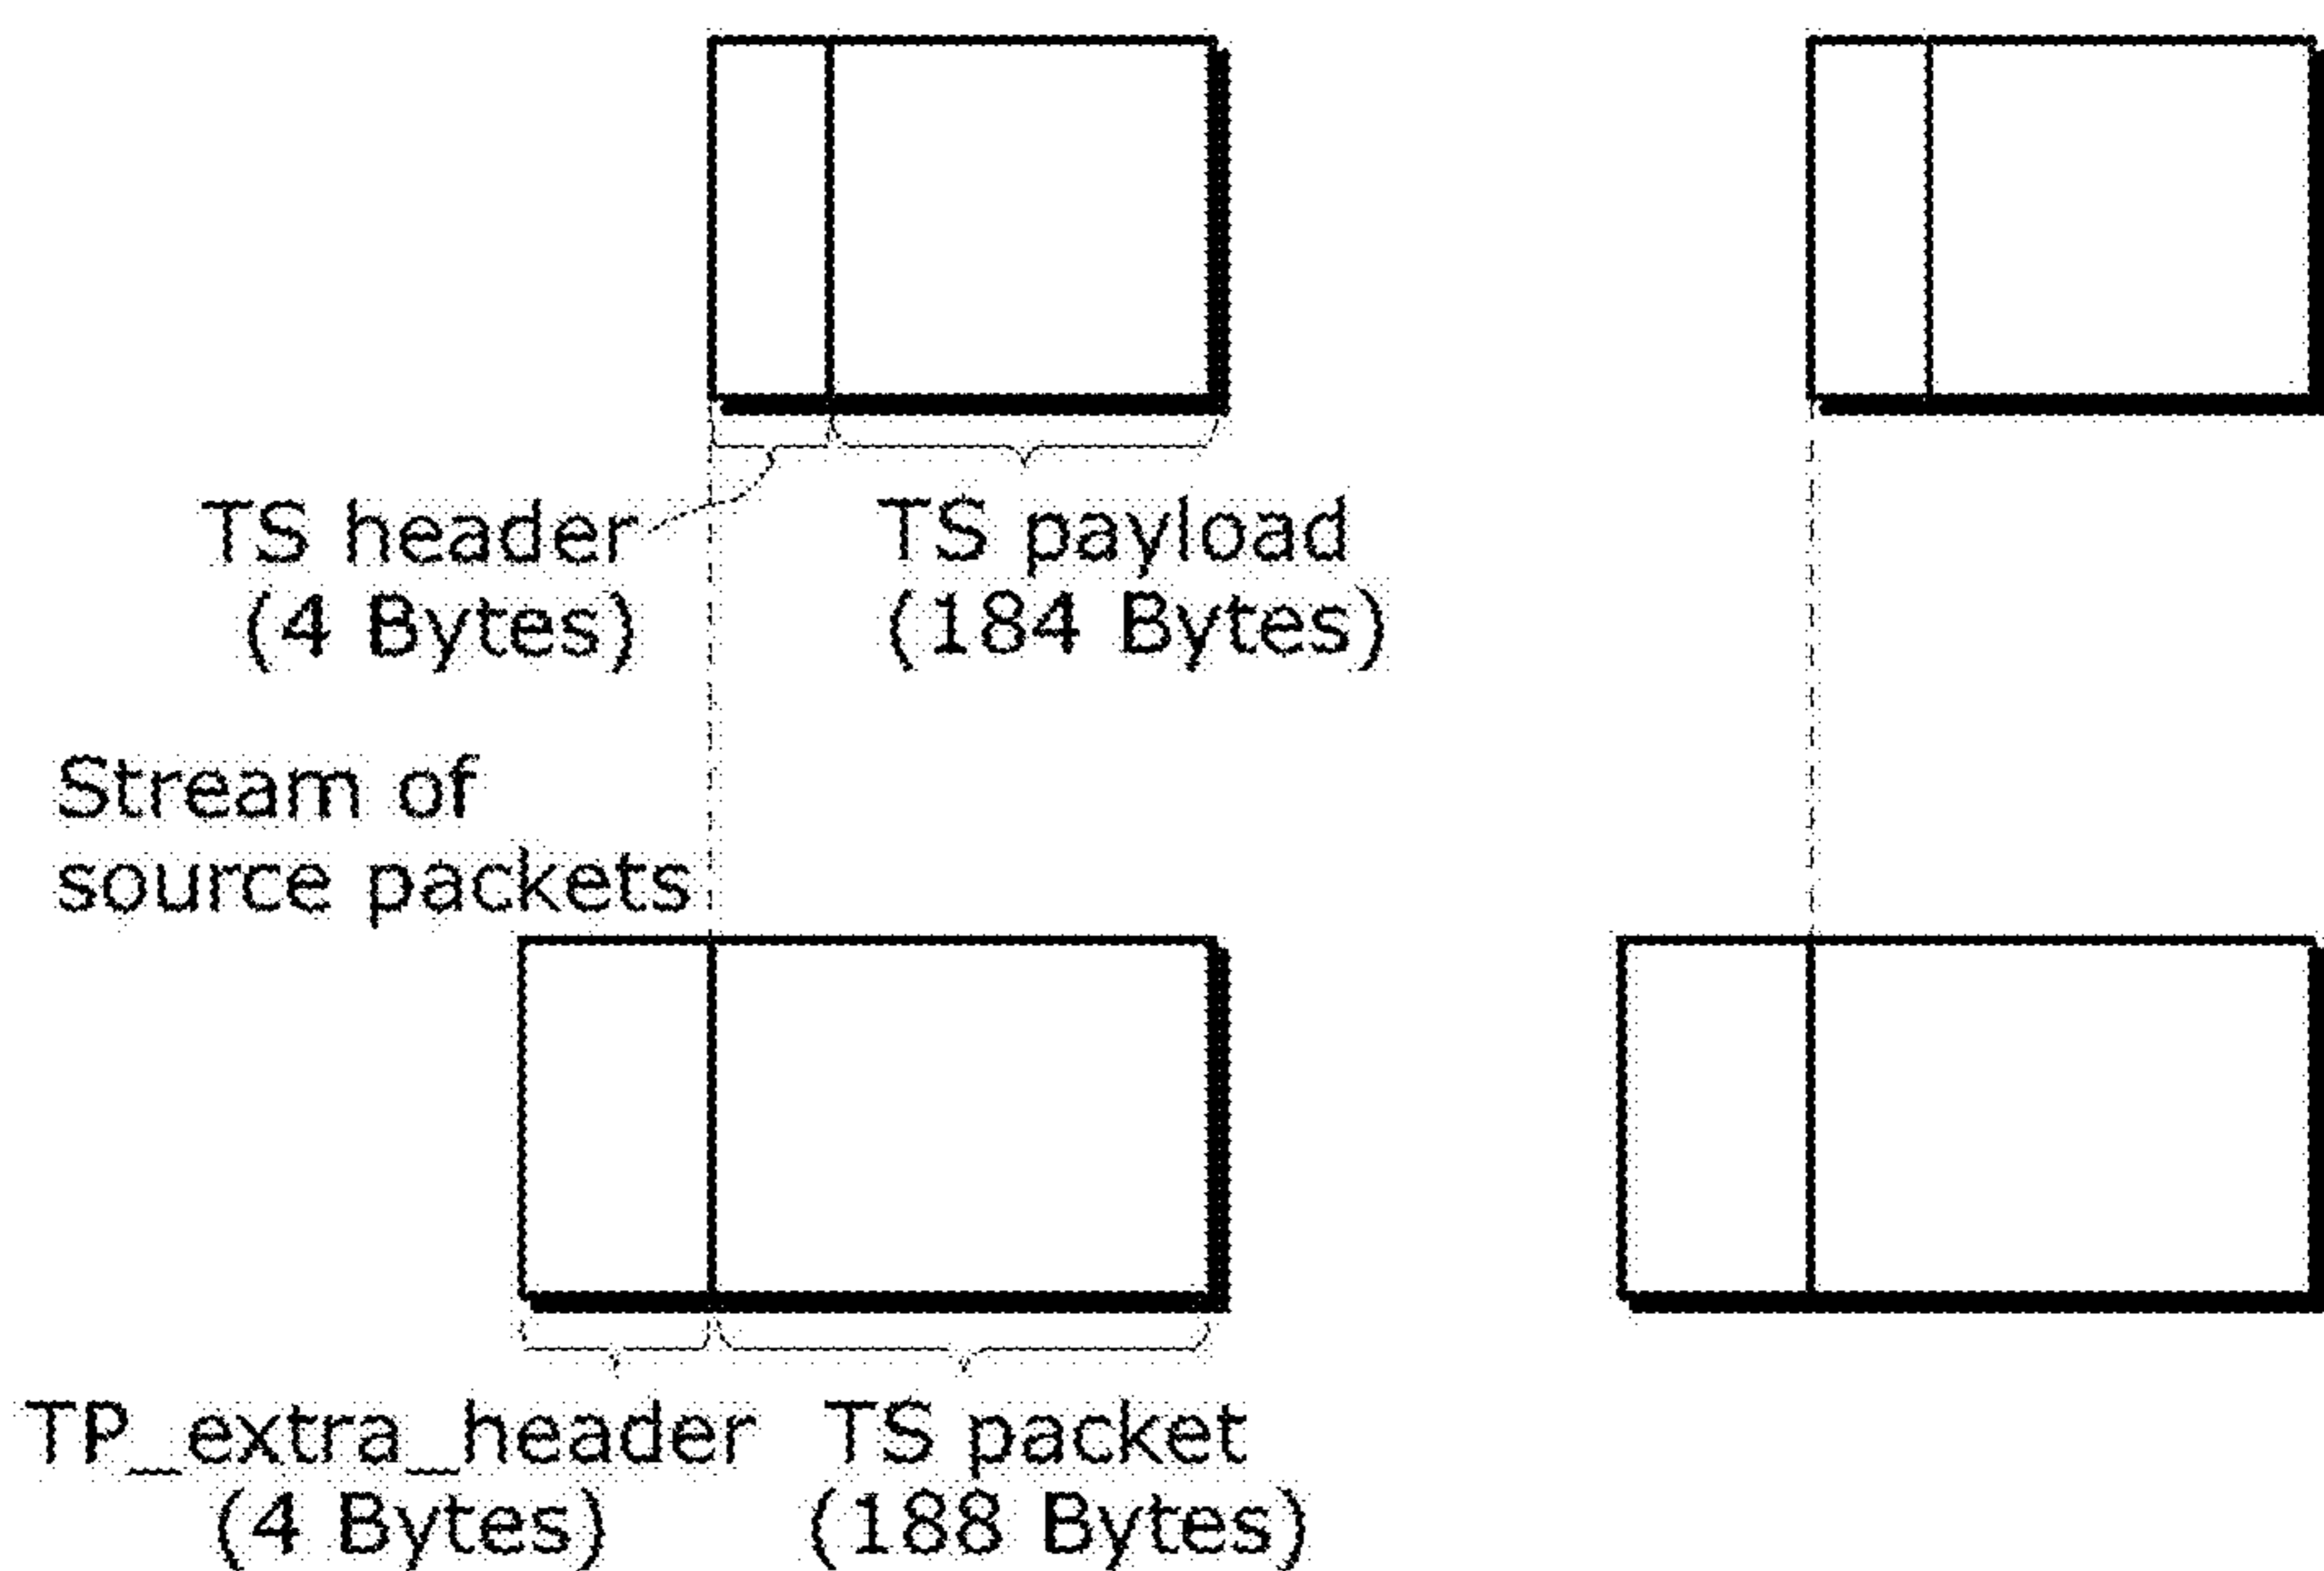 TS header
(4 Bytes)
TS payload
(184 Bytes)
Stream of
source packets
TP_extra_header
(4 Bytes)
TS packet
(188 Bytes)